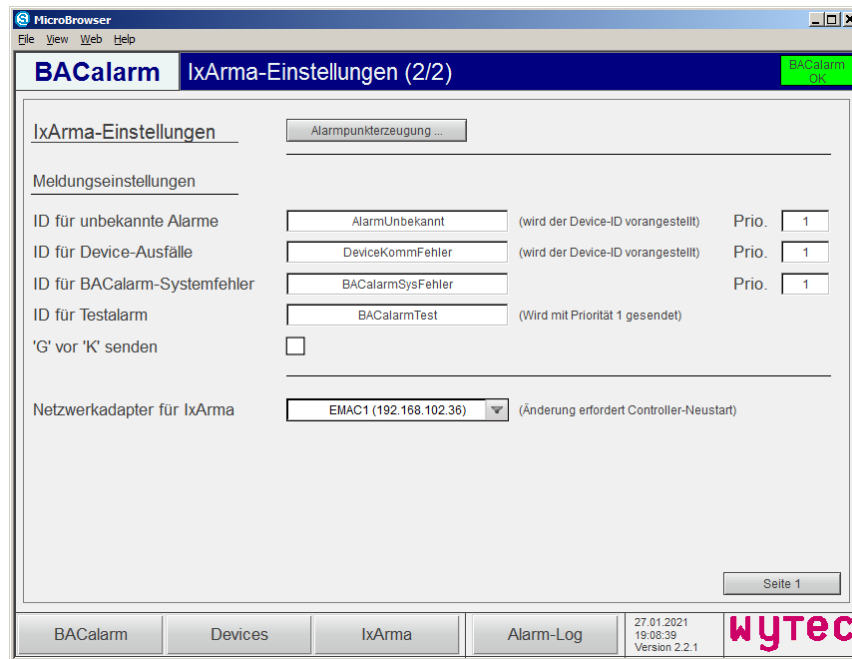 MicroBrowser
File View Web Help
BACalarm IxArma-Einstellungen (2/2) BACalarm
OK
IxArma-Einstellungen Alarmpunkterzeugung ...
Meldungseinstellungen
ID für unbekannte Alarme AlarmUnbekannt (wird der Device-ID vorangestellt) Prio. 1
ID für Device-Ausfälle DeviceKommFehler (wird der Device-ID vorangestellt) Prio. 1
ID für BACalarm-Systemfehler BACalarmSysFehler Prio. 1
ID für Testalarm BACalarmTest (Wird mit Priorität 1 gesendet)
'G' vor 'K' senden
Netzwerkadapter für IxArma EMAC1 (192.168.102.36) (Änderung erfordert Controller-Neustart)
Seite 1
BACalarm Devices IxArma Alarm-Log
27.01.2021
19:08:39
Version 2.2.1
wytec